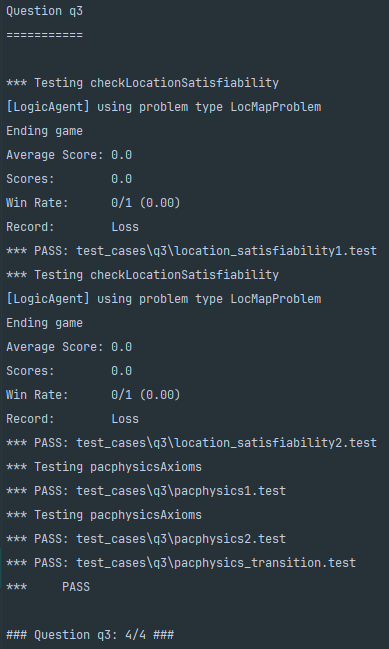 Question q3
===========
*** Testing checkLocationSatisfiability
[LogicAgent] using problem type LocMapProblem
Ending game
Average Score: 0.0
Scores:        0.0
Win Rate:      0/1 (0.00)
Record:        Loss
*** PASS: test_cases\q3\location_satisfiability1.test
*** Testing checkLocationSatisfiability
[LogicAgent] using problem type LocMapProblem
Ending game
Average Score: 0.0
Scores:        0.0
Win Rate:      0/1 (0.00)
Record:        Loss
*** PASS: test_cases\q3\location_satisfiability2.test
*** Testing pacphysicsAxioms
*** PASS: test_cases\q3\pacphysics1.test
*** Testing pacphysicsAxioms
*** PASS: test_cases\q3\pacphysics2.test
*** PASS: test_cases\q3\pacphysics_transition.test
***     PASS
### Question q3: 4/4 ###